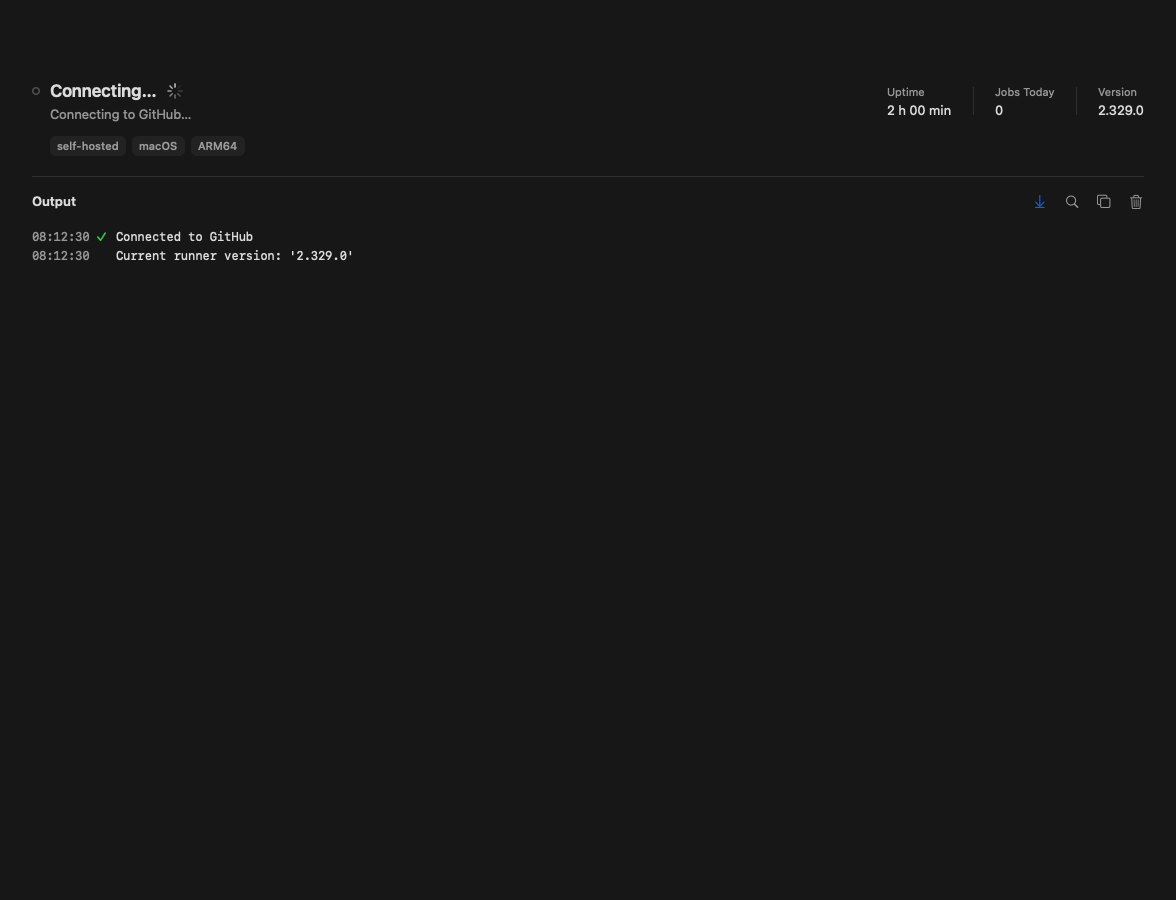 Connecting...
Connecting to GitHub...
self-hosted macOS ARM64
Uptime
2 h 00 min
Jobs Today
0
Version
2.329.0
Output
08:12:30 ✓ Connected to GitHub
08:12:30 Current runner version: '2.329.0'